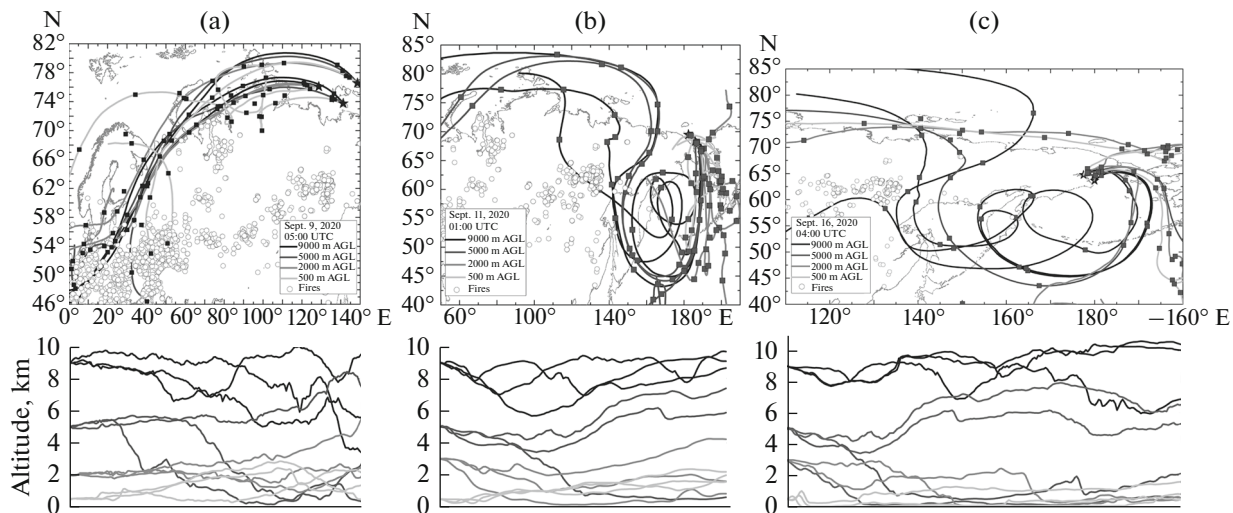 (a)
N
82°
78°
74°
70°
66°
62°
58°
54°
50°
46°
0° 20° 40° 60° 80° 100° 120° 140° E
Sept. 9, 2020
05:00 UTC
9000 m AGL
5000 m AGL
2000 m AGL
500 m AGL
Fires
(b)
N
85°
80°
75°
70°
65°
60°
55°
50°
45°
40°
60° 100° 140° 180° E
Sept. 11, 2020
01:00 UTC
9000 m AGL
5000 m AGL
2000 m AGL
500 m AGL
Fires
(c)
N
85°
80°
75°
70°
65°
60°
55°
50°
45°
40°
120° 140° 160° 180° −160° E
Sept. 16, 2020
04:00 UTC
9000 m AGL
5000 m AGL
2000 m AGL
500 m AGL
Fires
Altitude, km
10
8
6
4
2
0
10
8
6
4
2
0
10
8
6
4
2
0